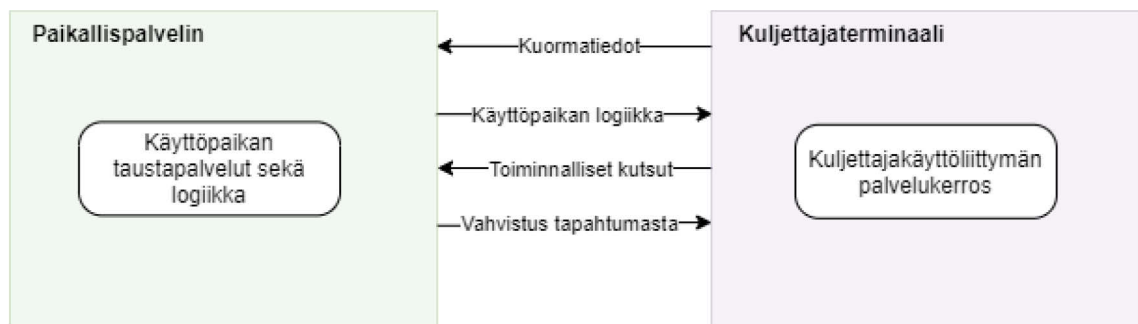 Paikallispalvelin
Kuljettajaterminaali
Kuormatiedot
Käyttöpaikan logiikka
Käyttöpaikan
taustapalvelut sekä
logiikka
Toiminnalliset kutsut
Kuljettajakäyttöliittymän
palvelukerros
Vahvistus tapahtumasta